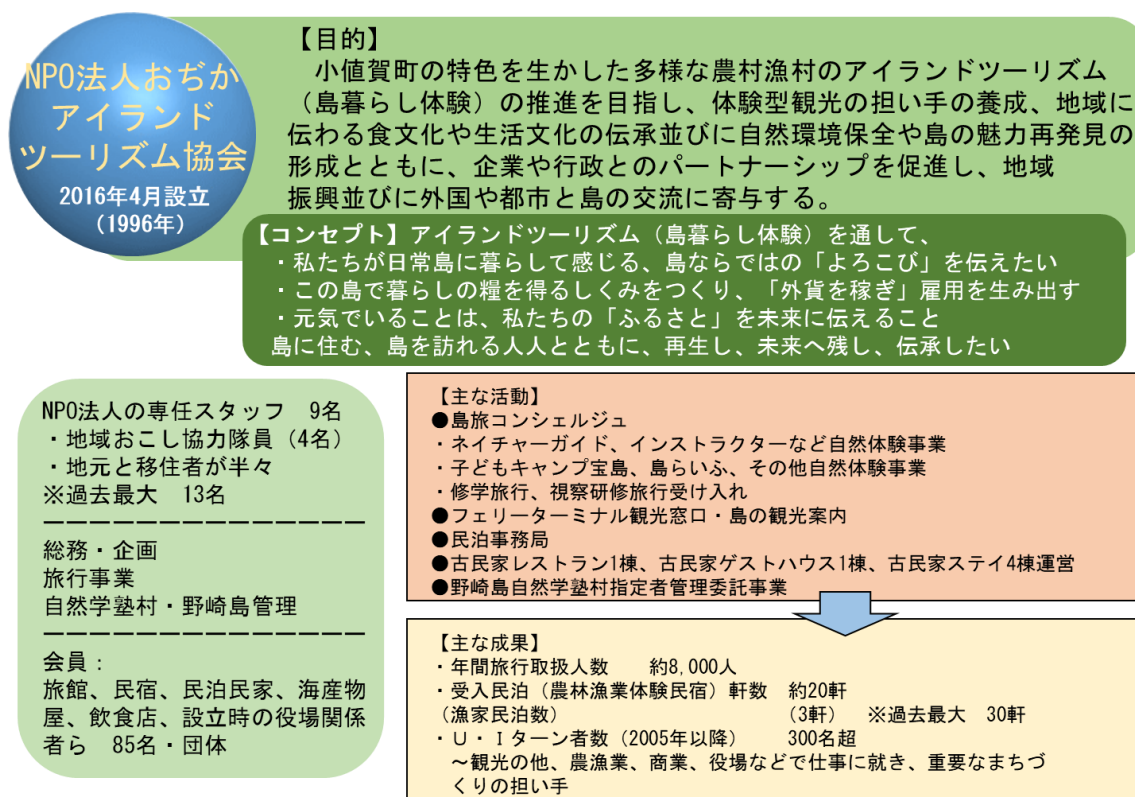 NPO法人おぢか
アイランド
ツーリズム協会
2016年4月設立
（1996年）
【目的】
　小値賀町の特色を生かした多様な農村漁村のアイランドツーリズム
（島暮らし体験）の推進を目指し、体験型観光の担い手の養成、地域に
伝わる食文化や生活文化の伝承並びに自然環境保全や島の魅力再発見の
形成とともに、企業や行政とのパートナーシップを促進し、地域
振興並びに外国や都市と島の交流に寄与する。
【コンセプト】アイランドツーリズム（島暮らし体験）を通して、
・私たちが日常島に暮らして感じる、島ならではの「よろこび」を伝えたい
・この島で暮らしの糧を得るしくみをつくり、「外貨を稼ぎ」雇用を生み出す
・元気でいることは、私たちの「ふるさと」を未来に伝えること
島に住む、島を訪れる人人とともに、再生し、未来へ残し、伝承したい
NPO法人の専任スタッフ　9名
・地域おこし協力隊員（4名）
・地元と移住者が半々
※過去最大　13名
ーーーーーーーーーーーーーーー
総務・企画
旅行事業
自然学塾村・野崎島管理
ーーーーーーーーーーーーーーー
会員：
旅館、民宿、民泊民家、海産物
屋、飲食店、設立時の役場関係
者ら　85名・団体
【主な活動】
●島旅コンシェルジュ
・ネイチャーガイド、インストラクターなど自然体験事業
・子どもキャンプ宝島、島らいふ、その他自然体験事業
・修学旅行、視察研修旅行受け入れ
●フェリーターミナル観光窓口・島の観光案内
●民泊事務局
●古民家レストラン1棟、古民家ゲストハウス1棟、古民家ステイ4棟運営
●野崎島自然学塾村指定者管理委託事業
【主な成果】
・年間旅行取扱人数　　約8,000人
・受入民泊（農林漁業体験民宿）軒数　約20軒
（漁家民泊数）　　　　　　　　　（3軒）　※過去最大　30軒
・U・Iターン者数（2005年以降）　　300名超
～観光の他、農漁業、商業、役場などで仕事に就き、重要なまちづ
くりの担い手